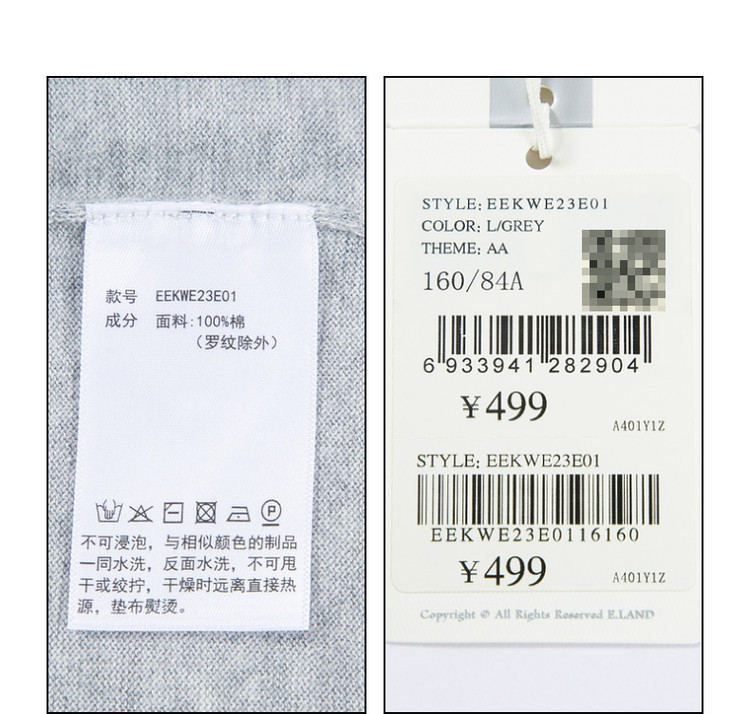 款号 EEKWE23E01
成分 面料:100%棉
(罗纹除外)
P
不可浸泡，与相似颜色的制品
一同水洗，反面水洗，不可甩
干或绞拧，干燥时远离直接热
源，垫布熨烫。
STYLE: EEKWE23E01
COLOR: L/GREY
THEME: AA
160/84A
6 933941 282904
¥499
A401Y1Z
STYLE: EEKWE23E01
EEKWE23E0116160
¥499
A401Y1Z
Copyright © All Rights Reserved E.LAND